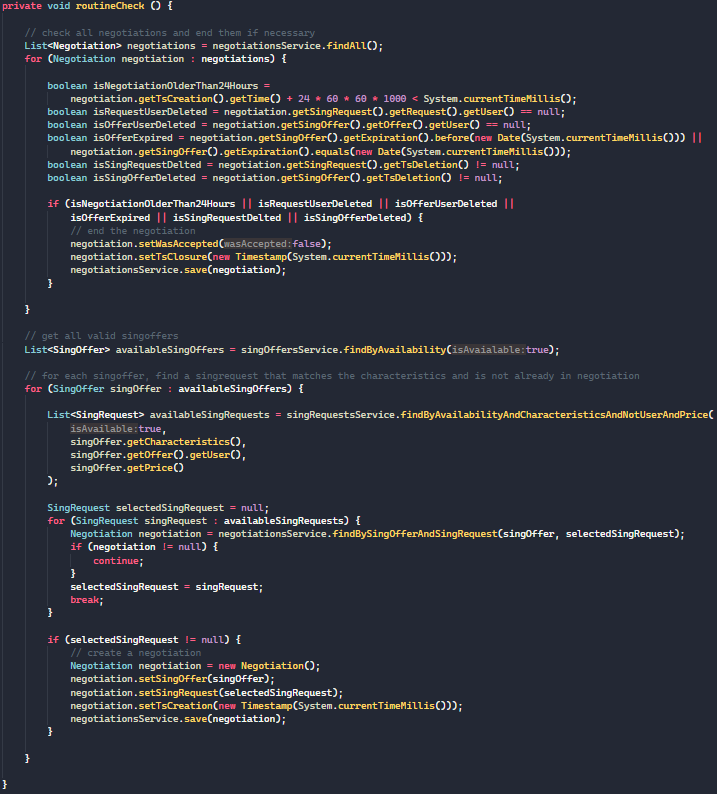 private void routineCheck () {
// check all negotiations and end them if necessary
List<Negotiation> negotiations = negotiationsService.findAll();
for (Negotiation negotiation : negotiations) {
boolean isNegotiationOlderThan24Hours =
negotiation.getTsCreation().getTime() + 24 * 60 * 60 * 1000 < System.currentTimeMillis();
boolean isRequestUserDeleted = negotiation.getSingRequest().getRequest().getUser() == null;
boolean isOfferUserDeleted = negotiation.getSingOffer().getOffer().getUser() == null;
boolean isOfferExpired = negotiation.getSingOffer().getExpiration().before(new Date(System.currentTimeMillis())) ||
negotiation.getSingOffer().getExpiration().equals(new Date(System.currentTimeMillis()));
boolean isSingRequestDelted = negotiation.getSingRequest().getTsDeletion() != null;
boolean isSingOfferDeleted = negotiation.getSingOffer().getTsDeletion() != null;
if (isNegotiationOlderThan24Hours || isRequestUserDeleted || isOfferUserDeleted ||
isOfferExpired || isSingRequestDelted || isSingOfferDeleted) {
// end the negotiation
negotiation.setWasAccepted(wasAccepted:false);
negotiation.setTsClosure(new Timestamp(System.currentTimeMillis()));
negotiationsService.save(negotiation);
}
}
// get all valid singoffers
List<SingOffer> availableSingOffers = singOffersService.findByAvailability(isAvaialable:true);
// for each singoffer, find a singrequest that matches the characteristics and is not already in negotiation
for (SingOffer singOffer : availableSingOffers) {
List<SingRequest> availableSingRequests = singRequestsService.findByAvailabilityAndCharacteristicsAndNotUserAndPrice(
isAvailable:true,
singOffer.getCharacteristics(),
singOffer.getOffer().getUser(),
singOffer.getPrice()
);
SingRequest selectedSingRequest = null;
for (SingRequest singRequest : availableSingRequests) {
Negotiation negotiation = negotiationsService.findBySingOfferAndSingRequest(singOffer, selectedSingRequest);
if (negotiation != null) {
continue;
}
selectedSingRequest = singRequest;
break;
}
if (selectedSingRequest != null) {
// create a negotiation
Negotiation negotiation = new Negotiation();
negotiation.setSingOffer(singOffer);
negotiation.setSingRequest(selectedSingRequest);
negotiation.setTsCreation(new Timestamp(System.currentTimeMillis()));
negotiationsService.save(negotiation);
}
}
}